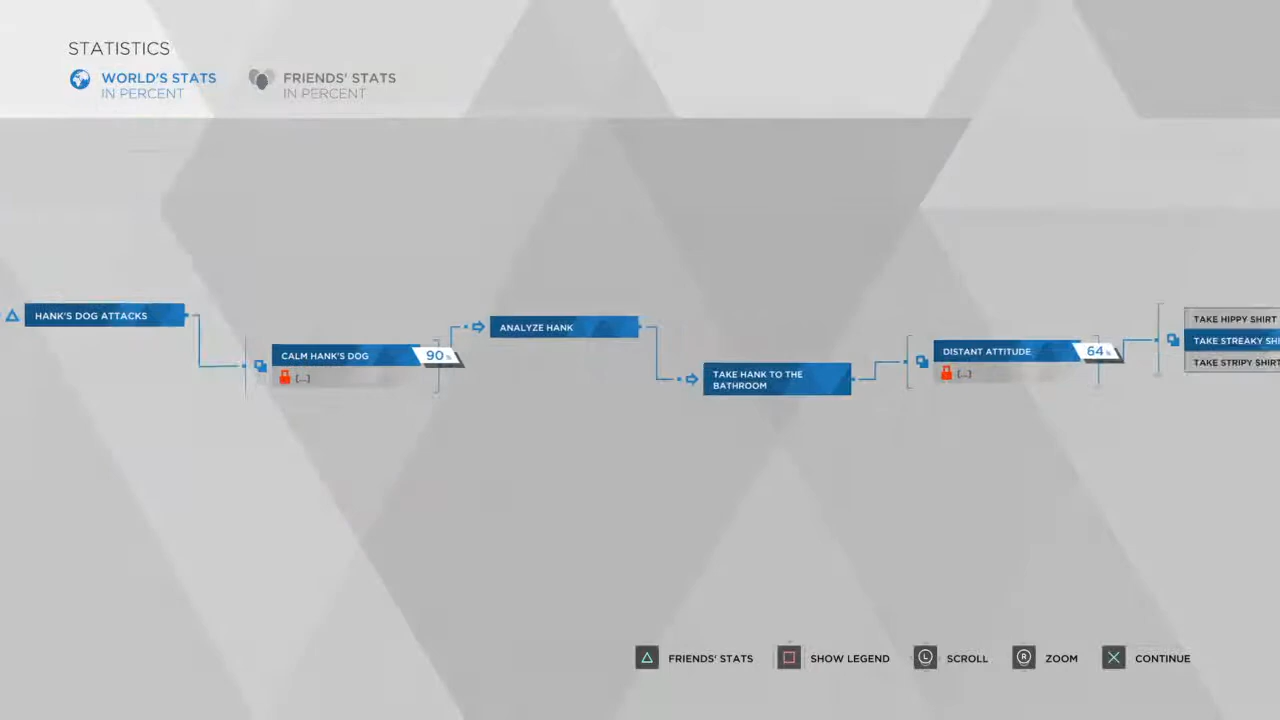 STATISTICS
WORLD'S STATS
IN PERCENT
FRIENDS' STATS
IN PERCENT
HANK'S DOG ATTACKS
CALM HANK'S DOG
90%
[...]
ANALYZE HANK
TAKE HANK TO THE
BATHROOM
DISTANT ATTITUDE
64%
[...]
TAKE HIPPY SHIRT
TAKE STREAKY SHI
TAKE STRIPY SHIRT
FRIENDS' STATS
SHOW LEGEND
L SCROLL
R ZOOM
CONTINUE